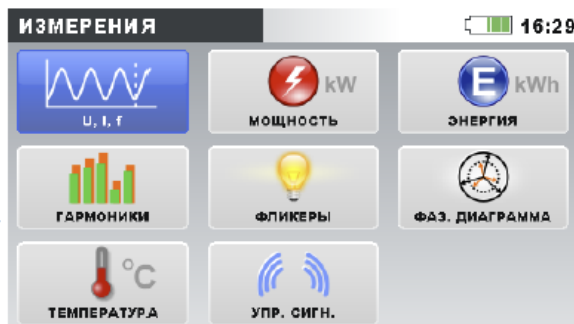 ИЗМЕРЕНИЯ 16:29
U, I, f
kW
МОЩНОСТЬ
E kWh
ЭНЕРГИЯ
ГАРМОНИКИ
ФЛИКЕРЫ
ФАЗ. ДИАГРАММА
°C
ТЕМПЕРАТУРА
УПР. СИГН.